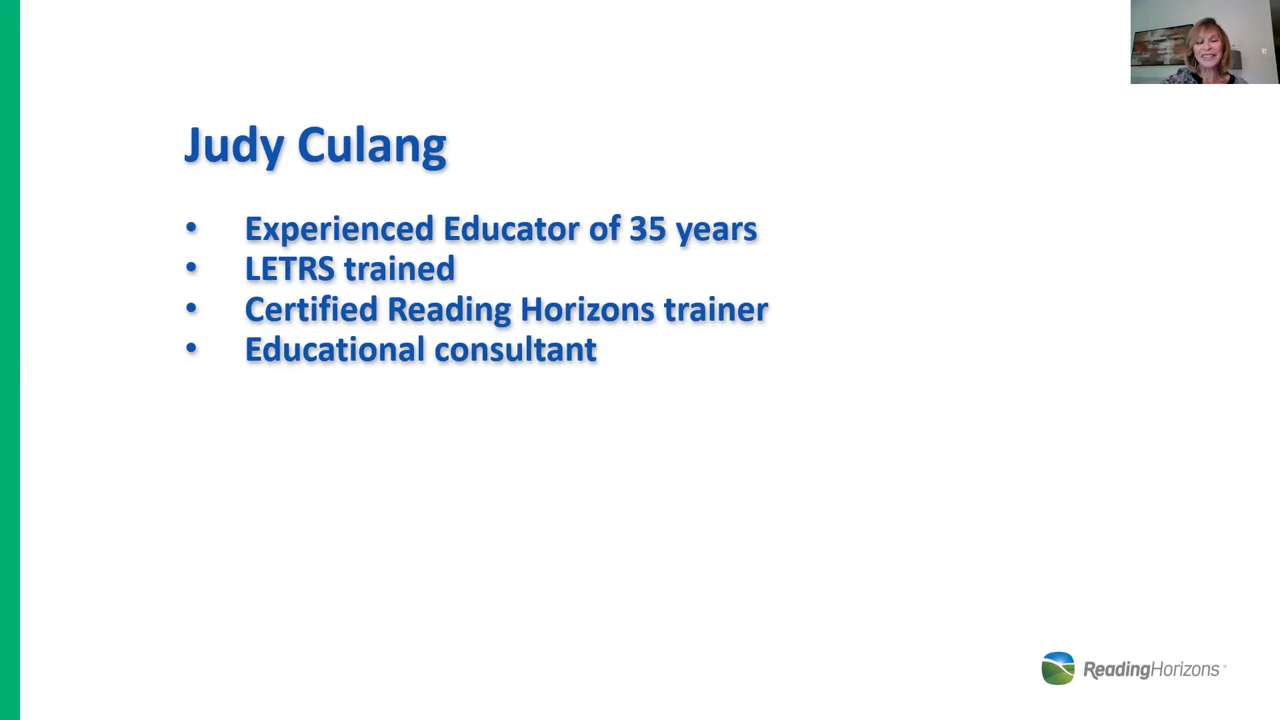 Judy Culang
• Experienced Educator of 35 years
• LETRS trained
• Certified Reading Horizons trainer
• Educational consultant
ReadingHorizons